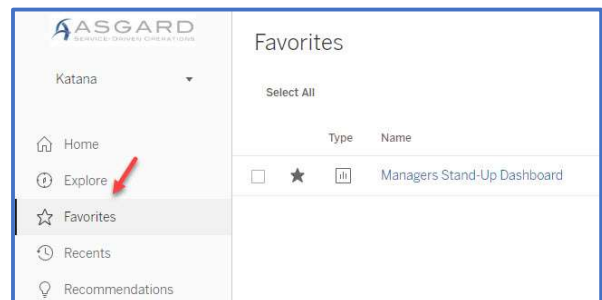 ASGARD
SERVICE-DRIVEN OPERATIONS
Katana
Home
Explore
Favorites
Recents
Recommendations
Favorites
Select All
Type Name
Managers Stand-Up Dashboard